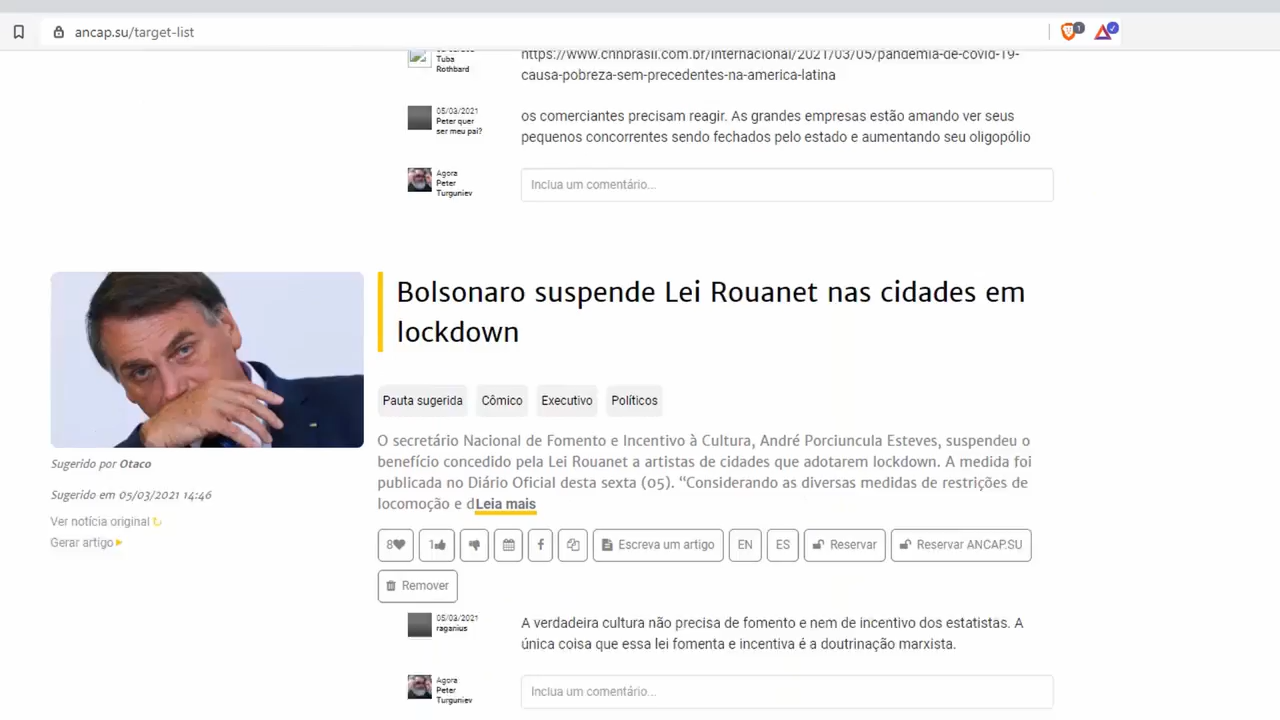 ancap.su/target-list
1
Tuba
Rothbard
https://www.cnnbrasil.com.br/internacional/2021/03/05/pandemia-de-covid-19-
causa-pobreza-sem-precedentes-na-america-latina
05/03/2021
Peter quer
ser meu pai?
os comerciantes precisam reagir. As grandes empresas estão amando ver seus
pequenos concorrentes sendo fechados pelo estado e aumentando seu oligopólio
Agora
Peter
Turguniev
Inclua um comentário...
Bolsonaro suspende Lei Rouanet nas cidades em
lockdown
Pauta sugerida Cômico Executivo Políticos
O secretário Nacional de Fomento e Incentivo à Cultura, André Porciuncula Esteves, suspendeu o
benefício concedido pela Lei Rouanet a artistas de cidades que adotarem lockdown. A medida foi
publicada no Diário Oficial desta sexta (05). “Considerando as diversas medidas de restrições de
locomoção e dLeia mais
Sugerido por Otaco
Sugerido em 05/03/2021 14:46
Ver notícia original
Gerar artigo
8 1 Escreva um artigo EN ES Reservar Reservar ANCAP.SU
Remover
05/03/2021
raganius
A verdadeira cultura não precisa de fomento e nem de incentivo dos estatistas. A
única coisa que essa lei fomenta e incentiva é a doutrinação marxista.
Agora
Peter
Turguniev
Inclua um comentário...